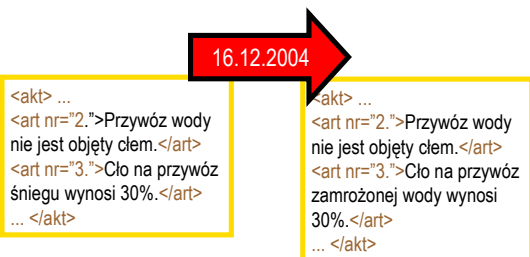 16.12.2004
<akt> ...
<art nr="2.">Przywóz wody
nie jest objęty cłem.</art>
<art nr="3.">Cło na przywóz
śniegu wynosi 30%.</art>
... </akt>
<akt> ...
<art nr="2.">Przywóz wody
nie jest objęty cłem.</art>
<art nr="3.">Cło na przywóz
zamrożonej wody wynosi
30%.</art>
... </akt>